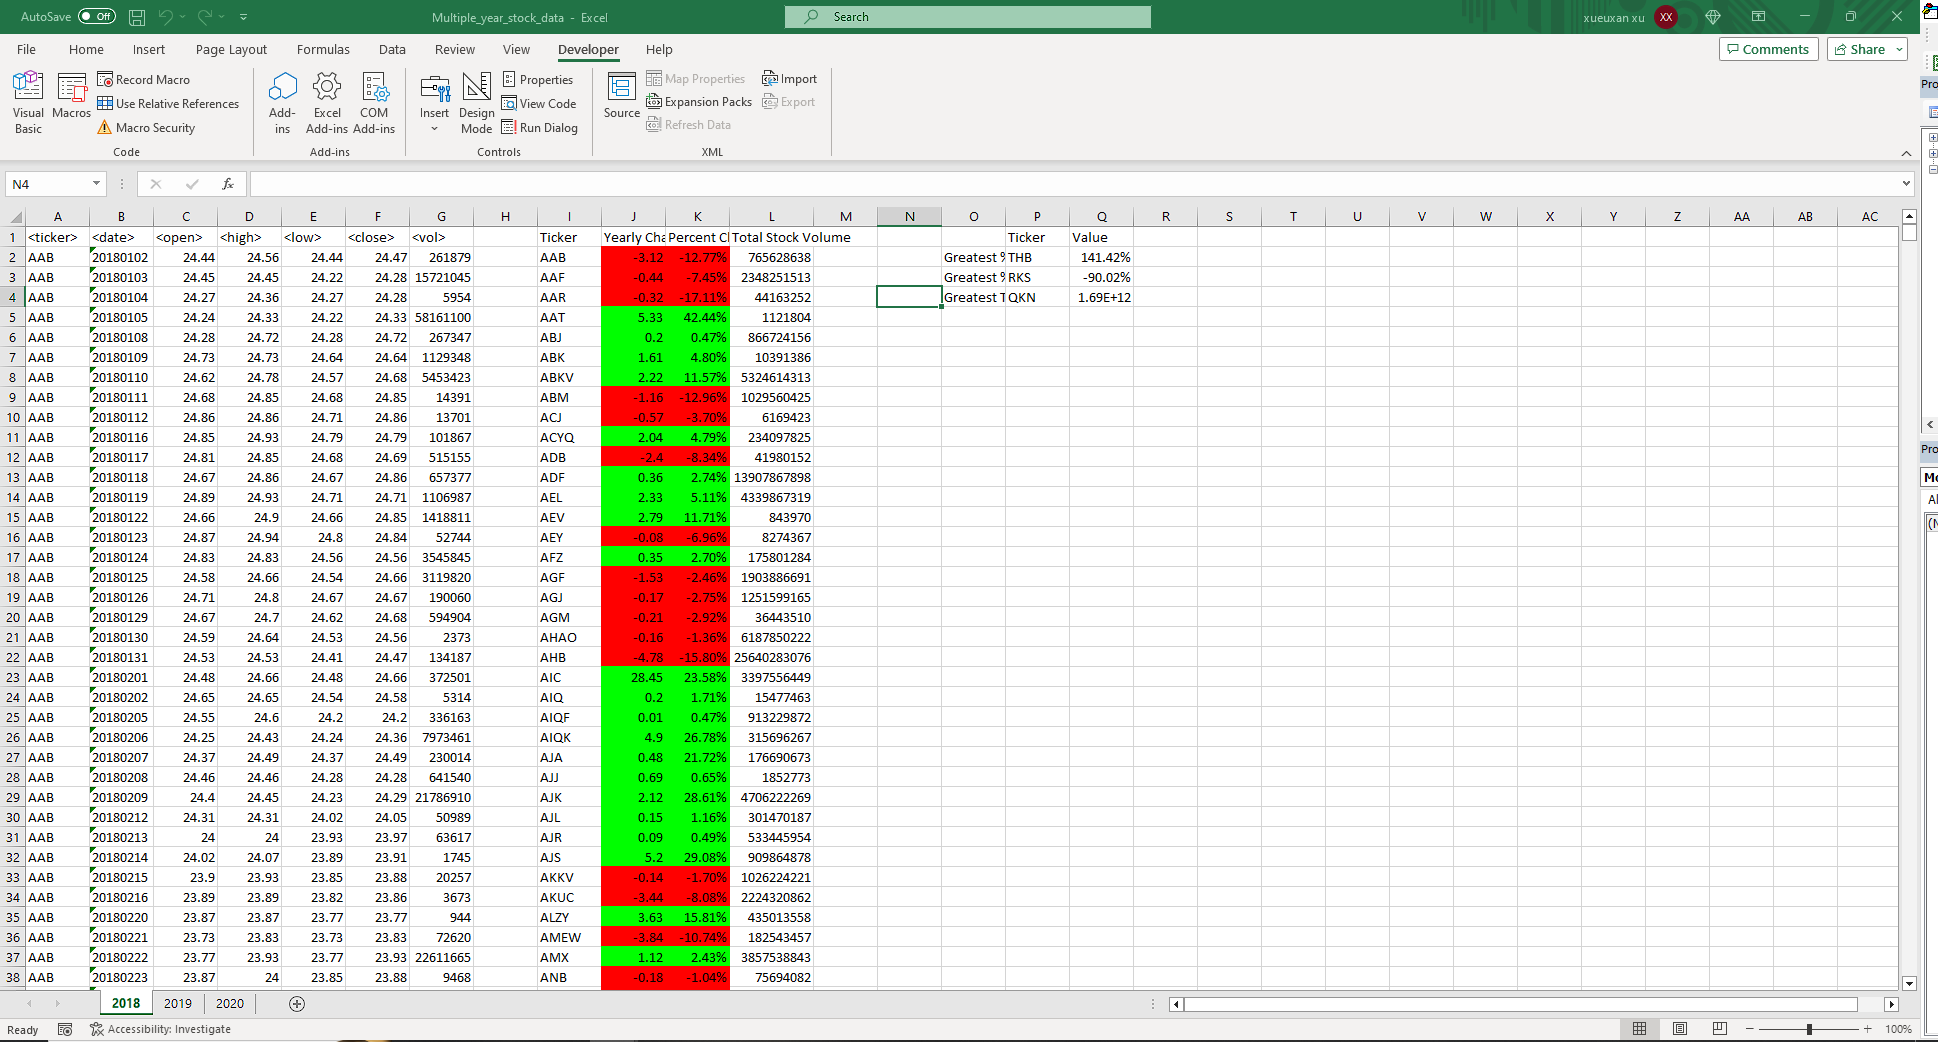 AutoSave Off Multiple_year_stock_data - Excel Search xueuxan xu XX
File Home Insert Page Layout Formulas Data Review View Developer Help Comments Share
Visual Basic Macros Record Macro Use Relative References Macro Security
Add-ins Excel Add-ins COM Add-ins
Insert Design Mode Properties View Code Run Dialog
Source Map Properties Expansion Packs Refresh Data Import Export
Code Add-ins Controls XML
N4 fx
A B C D E F G H I J K L M N O P Q R S T U V W X Y Z AA AB AC
1 <ticker> <date> <open> <high> <low> <close> <vol> Ticker Yearly Cha Percent Cl Total Stock Volume Ticker Value
2 AAB 20180102 24.44 24.56 24.44 24.47 261879 AAB -3.12 -12.77% 765628638 Greatest % THB 141.42%
3 AAB 20180103 24.45 24.45 24.22 24.28 15721045 AAF -0.44 -7.45% 2348251513 Greatest % RKS -90.02%
4 AAB 20180104 24.27 24.36 24.27 24.28 5954 AAR -0.32 -17.11% 44163252 Greatest T QKN 1.69E+12
5 AAB 20180105 24.24 24.33 24.22 24.33 58161100 AAT 5.33 42.44% 1121804
6 AAB 20180108 24.28 24.72 24.28 24.72 267347 ABJ 0.2 0.47% 866724156
7 AAB 20180109 24.73 24.73 24.64 24.64 1129348 ABK 1.61 4.80% 10391386
8 AAB 20180110 24.62 24.78 24.57 24.68 5453423 ABKV 2.22 11.57% 5324614313
9 AAB 20180111 24.68 24.85 24.68 24.85 14391 ABM -1.16 -12.96% 1029560425
10 AAB 20180112 24.86 24.86 24.71 24.86 13701 ACJ -0.57 -3.70% 6169423
11 AAB 20180116 24.85 24.93 24.79 24.79 101867 ACYQ 2.04 4.79% 234097825
12 AAB 20180117 24.81 24.85 24.68 24.69 515155 ADB -2.4 -8.34% 41980152
13 AAB 20180118 24.67 24.86 24.67 24.86 657377 ADF 0.36 2.74% 13907867898
14 AAB 20180119 24.89 24.93 24.71 24.71 1106987 AEL 2.33 5.11% 4339867319
15 AAB 20180122 24.66 24.9 24.66 24.85 1418811 AEV 2.79 11.71% 843970
16 AAB 20180123 24.87 24.94 24.8 24.84 52744 AEY -0.08 -6.96% 8274367
17 AAB 20180124 24.83 24.83 24.56 24.56 3545845 AFZ 0.35 2.70% 175801284
18 AAB 20180125 24.58 24.66 24.54 24.66 3119820 AGF -1.53 -2.46% 1903886691
19 AAB 20180126 24.71 24.8 24.67 24.67 190060 AGJ -0.17 -2.75% 1251599165
20 AAB 20180129 24.67 24.7 24.62 24.68 594904 AGM -0.21 -2.92% 36443510
21 AAB 20180130 24.59 24.64 24.53 24.56 2373 AHAO -0.16 -1.36% 6187850222
22 AAB 20180131 24.53 24.53 24.41 24.47 134187 AHB -4.78 -15.80% 25640283076
23 AAB 20180201 24.48 24.66 24.48 24.66 372501 AIC 28.45 23.58% 3397556449
24 AAB 20180202 24.65 24.65 24.54 24.58 5314 AIQ 0.2 1.71% 15477463
25 AAB 20180205 24.55 24.6 24.2 24.2 336163 AIQF 0.01 0.47% 913229872
26 AAB 20180206 24.25 24.43 24.24 24.36 7973461 AIQK 4.9 26.78% 315696267
27 AAB 20180207 24.37 24.49 24.37 24.49 230014 AJA 0.48 21.72% 176690673
28 AAB 20180208 24.46 24.46 24.28 24.28 641540 AJJ 0.69 0.65% 1852773
29 AAB 20180209 24.4 24.45 24.23 24.29 21786910 AJK 2.12 28.61% 4706222269
30 AAB 20180212 24.31 24.31 24.02 24.05 50989 AJL 0.15 1.16% 301470187
31 AAB 20180213 24 24 23.93 23.97 63617 AJR 0.09 0.49% 533445954
32 AAB 20180214 24.02 24.07 23.89 23.91 1745 AJS 5.2 29.08% 909864878
33 AAB 20180215 23.9 23.93 23.85 23.88 20257 AKKV -0.14 -1.70% 1026224221
34 AAB 20180216 23.89 23.89 23.82 23.86 3673 AKUC -3.44 -8.08% 2224320862
35 AAB 20180220 23.87 23.87 23.77 23.77 944 ALZY 3.63 15.81% 435013558
36 AAB 20180221 23.73 23.83 23.73 23.83 72620 AMEW -3.84 -10.74% 182543457
37 AAB 20180222 23.77 23.93 23.77 23.93 22611665 AMX 1.12 2.43% 3857538843
38 AAB 20180223 23.87 24 23.85 23.88 9468 ANB -0.18 -1.04% 75694082
2018 2019 2020
Ready Accessibility: Investigate 100%
Pro
Pro